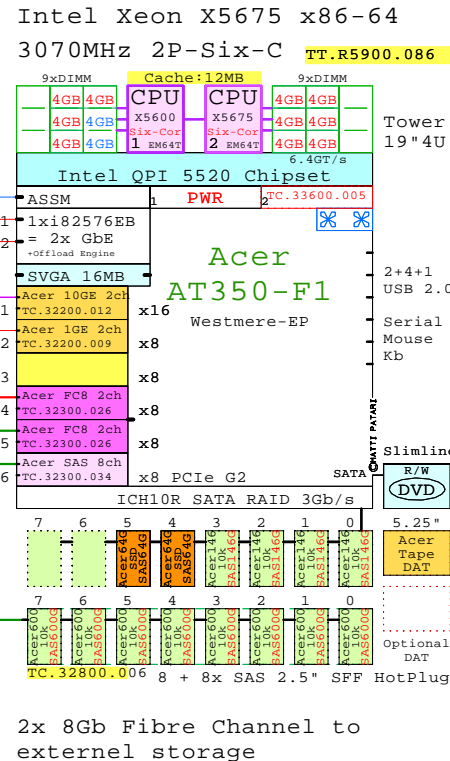 Intel Xeon X5675 x86-64
3070MHz 2P-Six-C TT.R5900.086
9xDIMM Cache:12MB 9xDIMM
4GB 4GB CPU CPU 4GB 4GB
4GB 4GB X5600 X5675 4GB 4GB
Six-Cor Six-Cor
4GB 4GB 1 EM64T 2 EM64T 4GB 4GB
Tower
19"4U
6.4GT/s
Intel QPI 5520 Chipset
ASSM 1 PWR 2 TC.33600.005
1 1xi82576EB
2 = 2x GbE
+Offload Engine
SVGA 16MB
Acer
AT350-F1
Westmere-EP
2+4+1
USB 2.0
Serial
Mouse
Kb
Acer 10GE 2ch
1 TC.32200.012 x16
Acer 1GE 2ch
2 TC.32200.009 x8
3 x8
Acer FC8 2ch
4 TC.32300.026 x8
Acer FC8 2ch
5 TC.32300.026 x8
Acer SAS 8ch
6 TC.32300.034 x8 PCIe G2
©MATTI PATARI
SATA
Slimline
R/W
DVD
ICH10R SATA RAID 3Gb/s
7 6 5 4 3 2 1 0
Acer64G SSD SAS64G
Acer64G SSD SAS64G
Acer146 10k SAS146G
Acer146 10k SAS146G
Acer146 10k SAS146G
Acer146 10k SAS146G
5.25"
Acer
Tape
DAT
7 6 5 4 3 2 1 0
Acer600 10k SAS600G
Acer600 10k SAS600G
Acer600 10k SAS600G
Acer600 10k SAS600G
Acer600 10k SAS600G
Acer600 10k SAS600G
Acer600 10k SAS600G
Acer600 10k SAS600G
Optional
DAT
TC.32800.006 8 + 8x SAS 2.5" SFF HotPlug
2x 8Gb Fibre Channel to
externel storage